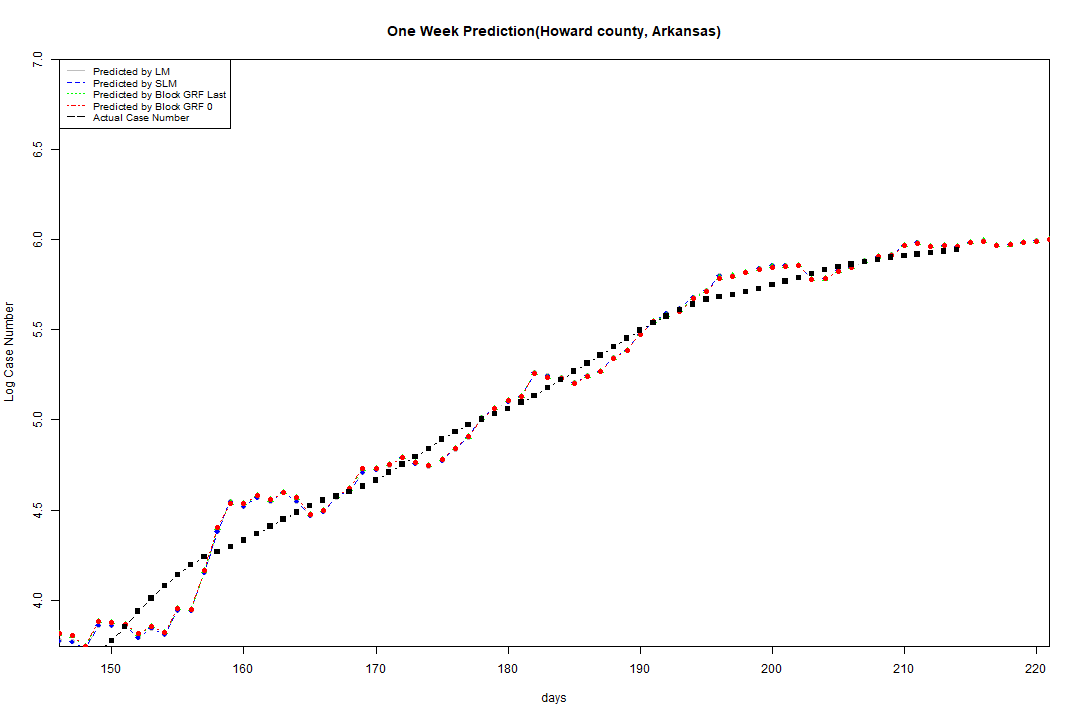 One Week Prediction(Howard county, Arkansas)
Predicted by LM
Predicted by SLM
Predicted by Block GRF Last
Predicted by Block GRF 0
Actual Case Number
7.0
6.5
6.0
5.5
5.0
4.5
4.0
Log Case Number
150 160 170 180 190 200 210 220
days